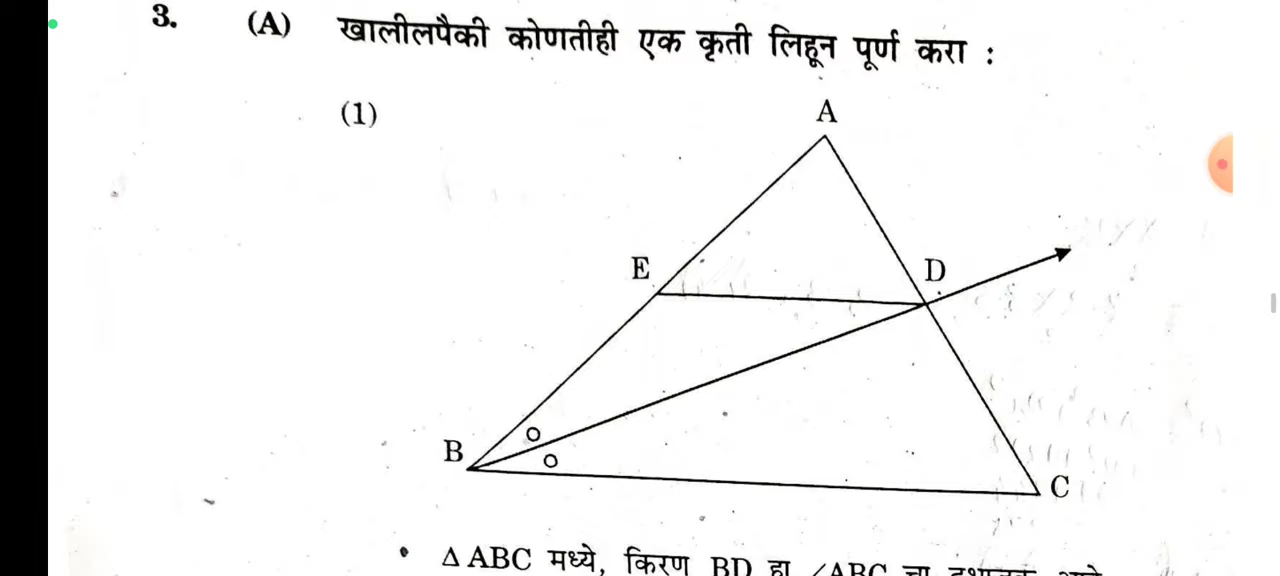 3. (A) खालीलपैकी कोणतीही एक कृती लिहून पूर्ण करा :
(1)
A
E
D
B
C
• Δ ABC मध्ये, किरण BD हा ∠ABC चा